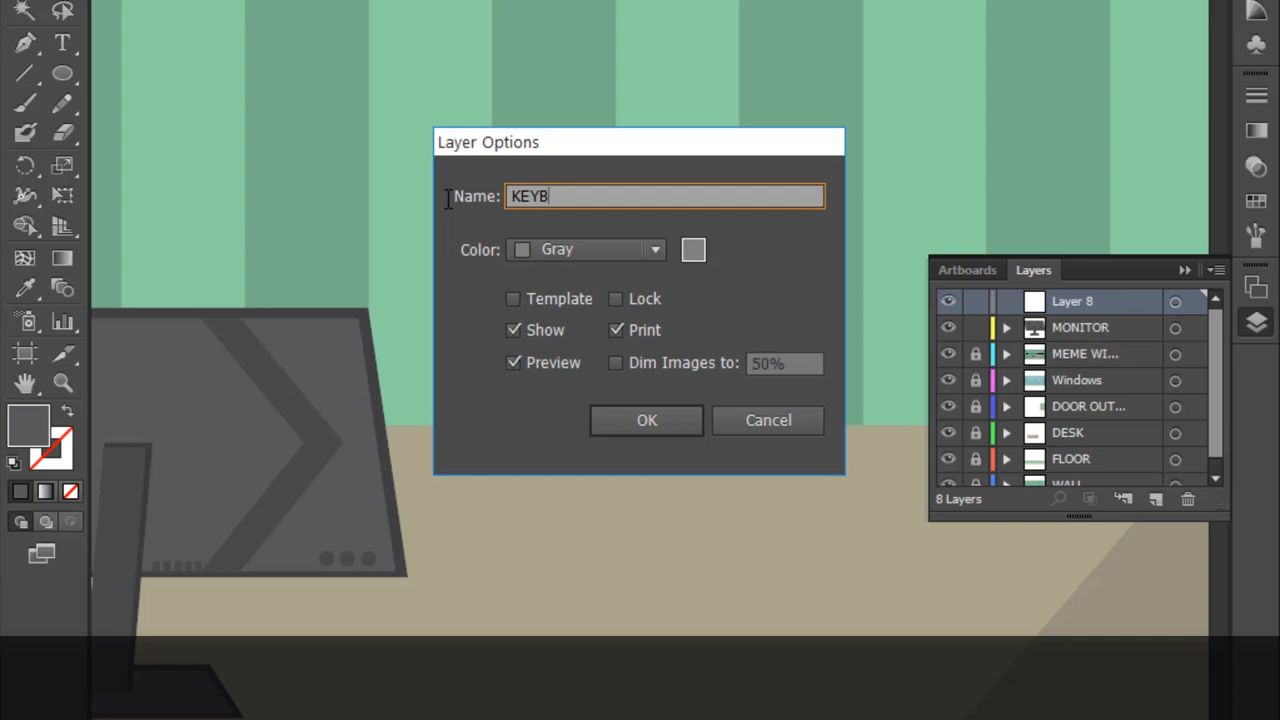 Layer Options
Name: KEYB
Color: Gray
Template Lock
Show Print
Preview Dim Images to: 50%
OK Cancel
Artboards Layers
Layer 8
MONITOR
MEME WI...
Windows
DOOR OUT...
DESK
FLOOR
WALL
8 Layers
T